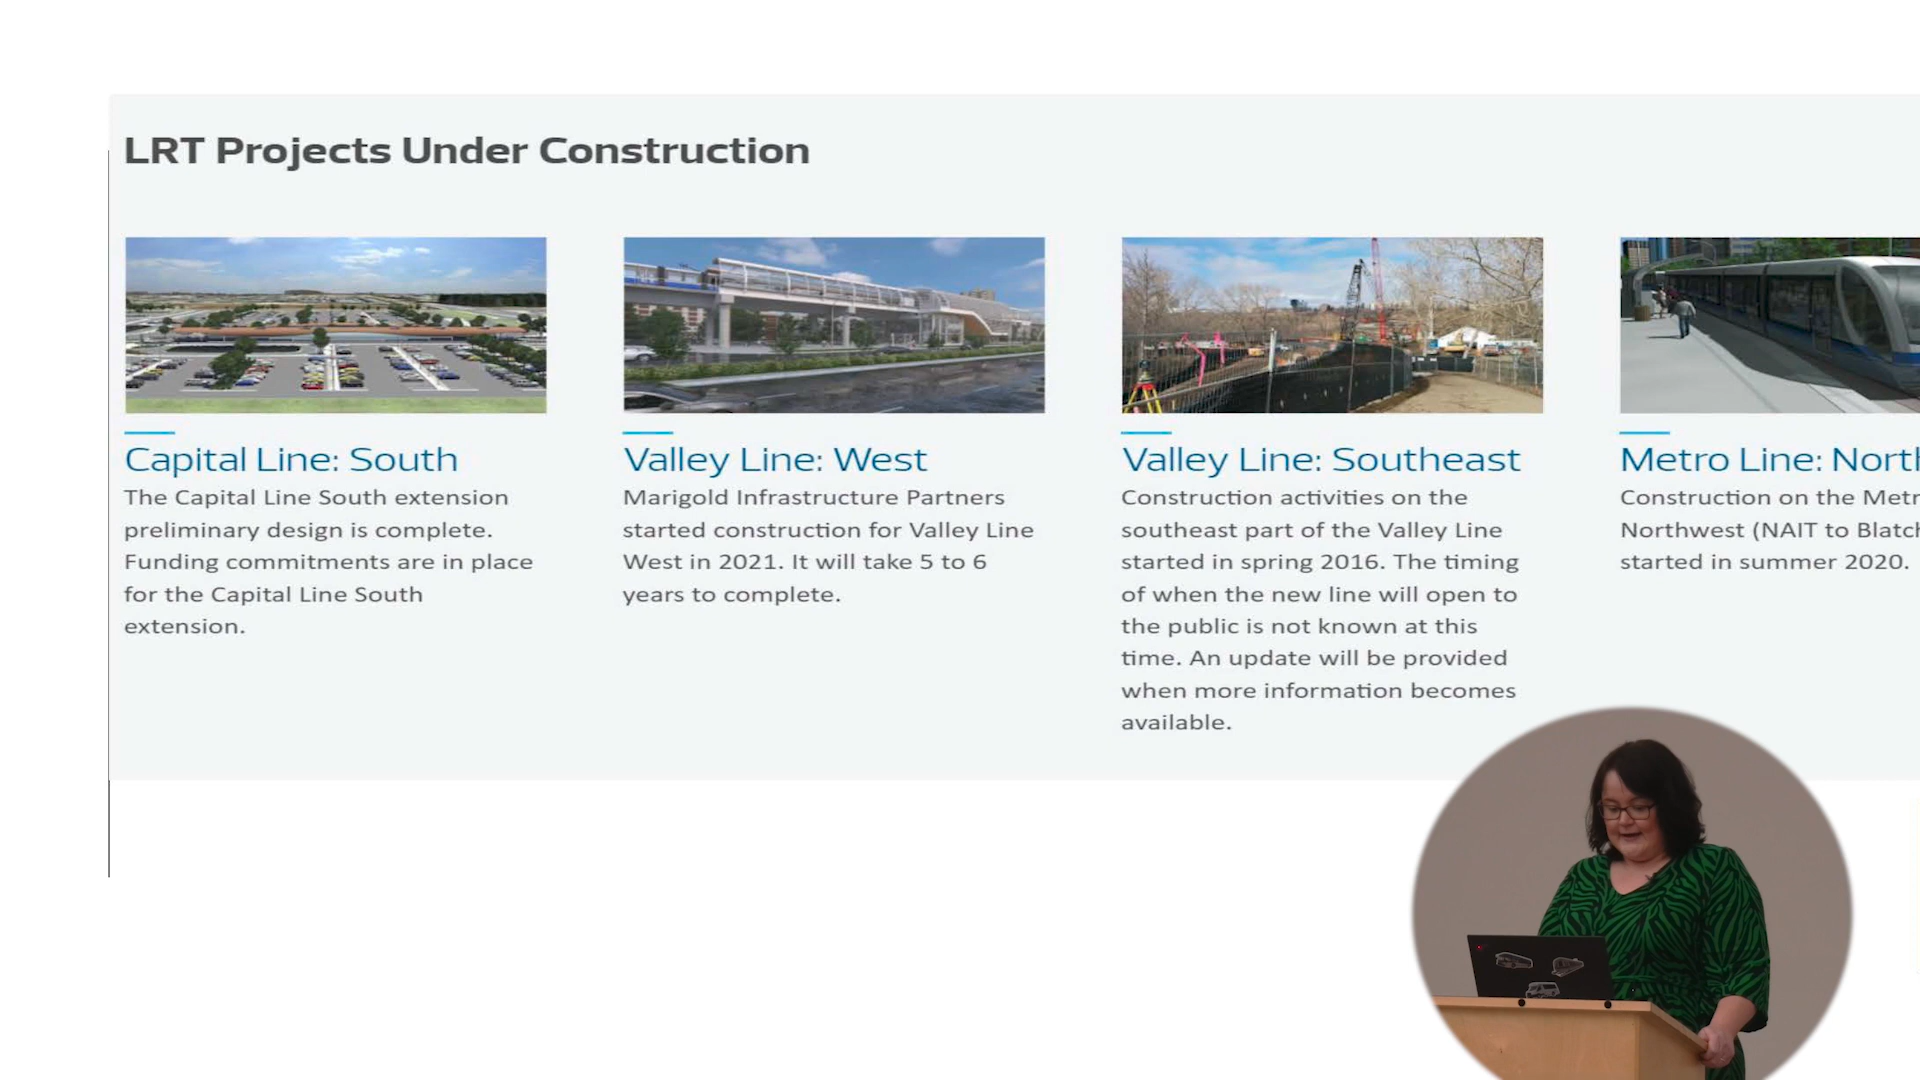 LRT Projects Under Construction
Capital Line: South
The Capital Line South extension
preliminary design is complete.
Funding commitments are in place
for the Capital Line South
extension.
Valley Line: West
Marigold Infrastructure Partners
started construction for Valley Line
West in 2021. It will take 5 to 6
years to complete.
Valley Line: Southeast
Construction activities on the
southeast part of the Valley Line
started in spring 2016. The timing
of when the new line will open to
the public is not known at this
time. An update will be provided
when more information becomes
available.
Metro Line: North
Construction on the Metr
Northwest (NAIT to Blatch
started in summer 2020.